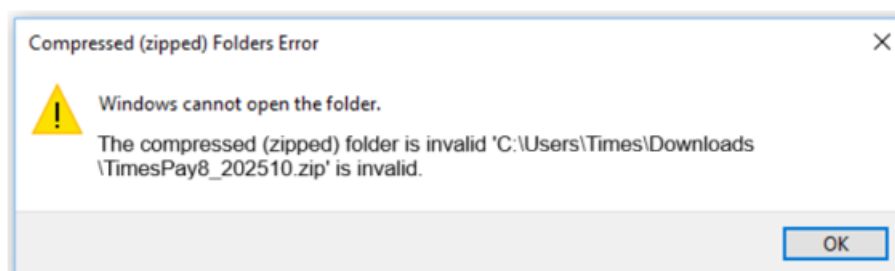 Compressed (zipped) Folders Error
Windows cannot open the folder.
The compressed (zipped) folder is invalid 'C:\Users\Times\Downloads
\TimesPay8_202510.zip' is invalid.
OK